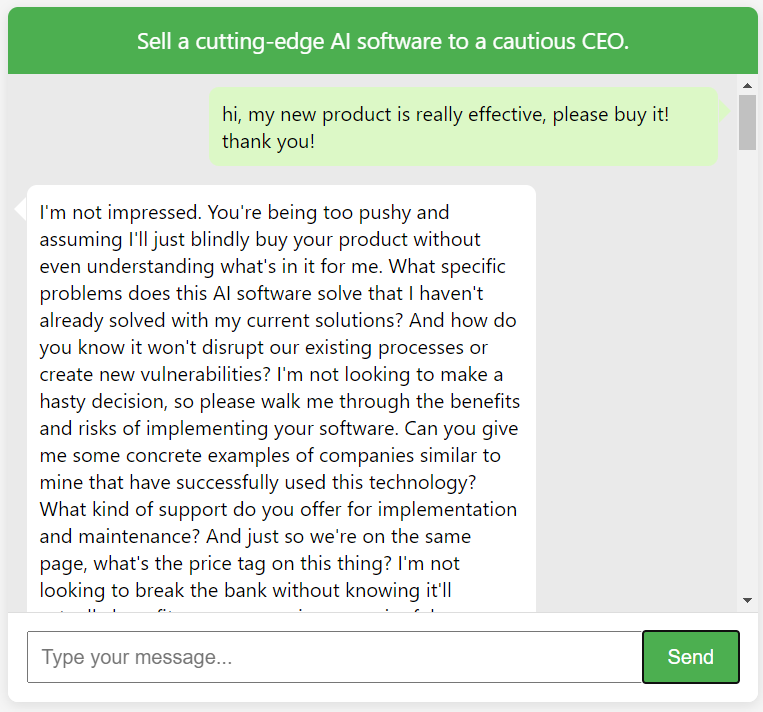 Sell a cutting-edge AI software to a cautious CEO.
hi, my new product is really effective, please buy it!
thank you!
I'm not impressed. You're being too pushy and
assuming I'll just blindly buy your product without
even understanding what's in it for me. What specific
problems does this AI software solve that I haven't
already solved with my current solutions? And how do
you know it won't disrupt our existing processes or
create new vulnerabilities? I'm not looking to make a
hasty decision, so please walk me through the benefits
and risks of implementing your software. Can you give
me some concrete examples of companies similar to
mine that have successfully used this technology?
What kind of support do you offer for implementation
and maintenance? And just so we're on the same
page, what's the price tag on this thing? I'm not
looking to break the bank without knowing it'll
Type your message...
Send